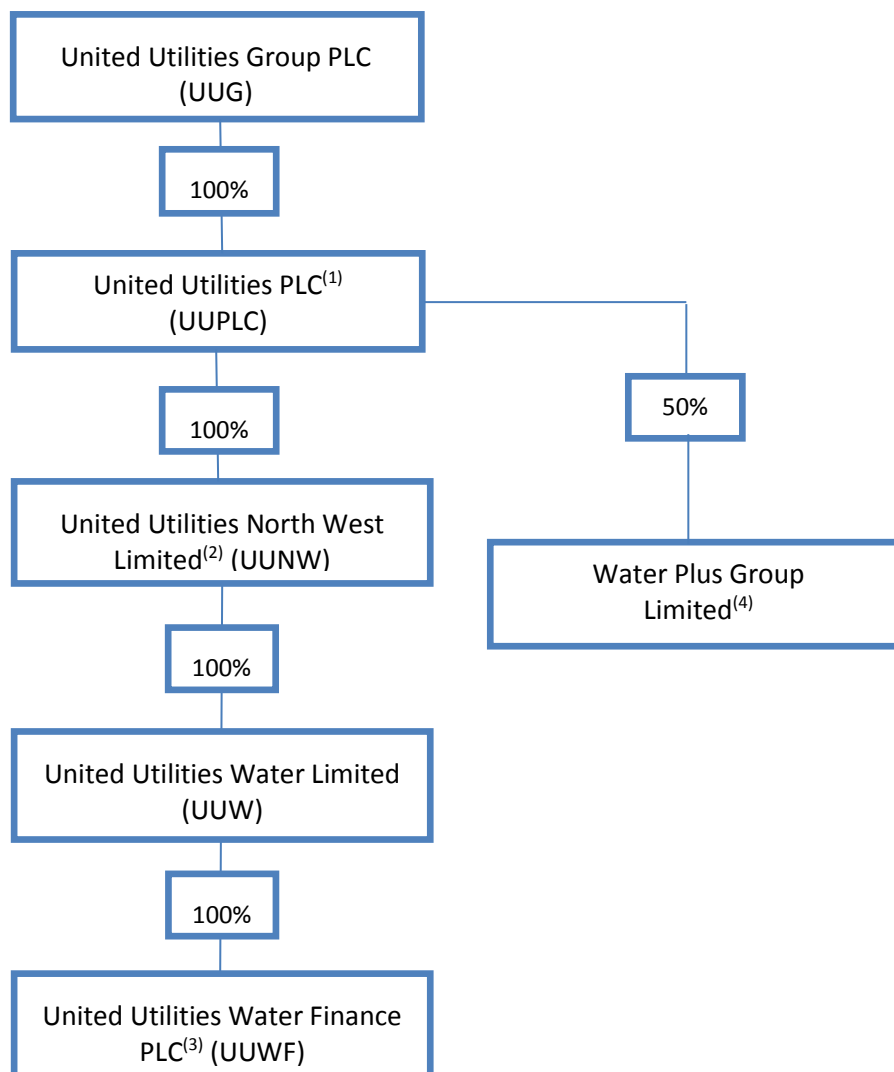 United Utilities Group PLC
(UUG)
100%
United Utilities PLC(1)
(UUPLC)
100%
50%
United Utilities North West
Limited(2) (UUNW)
Water Plus Group
Limited(4)
100%
United Utilities Water Limited
(UUW)
100%
United Utilities Water Finance
PLC(3) (UUWF)